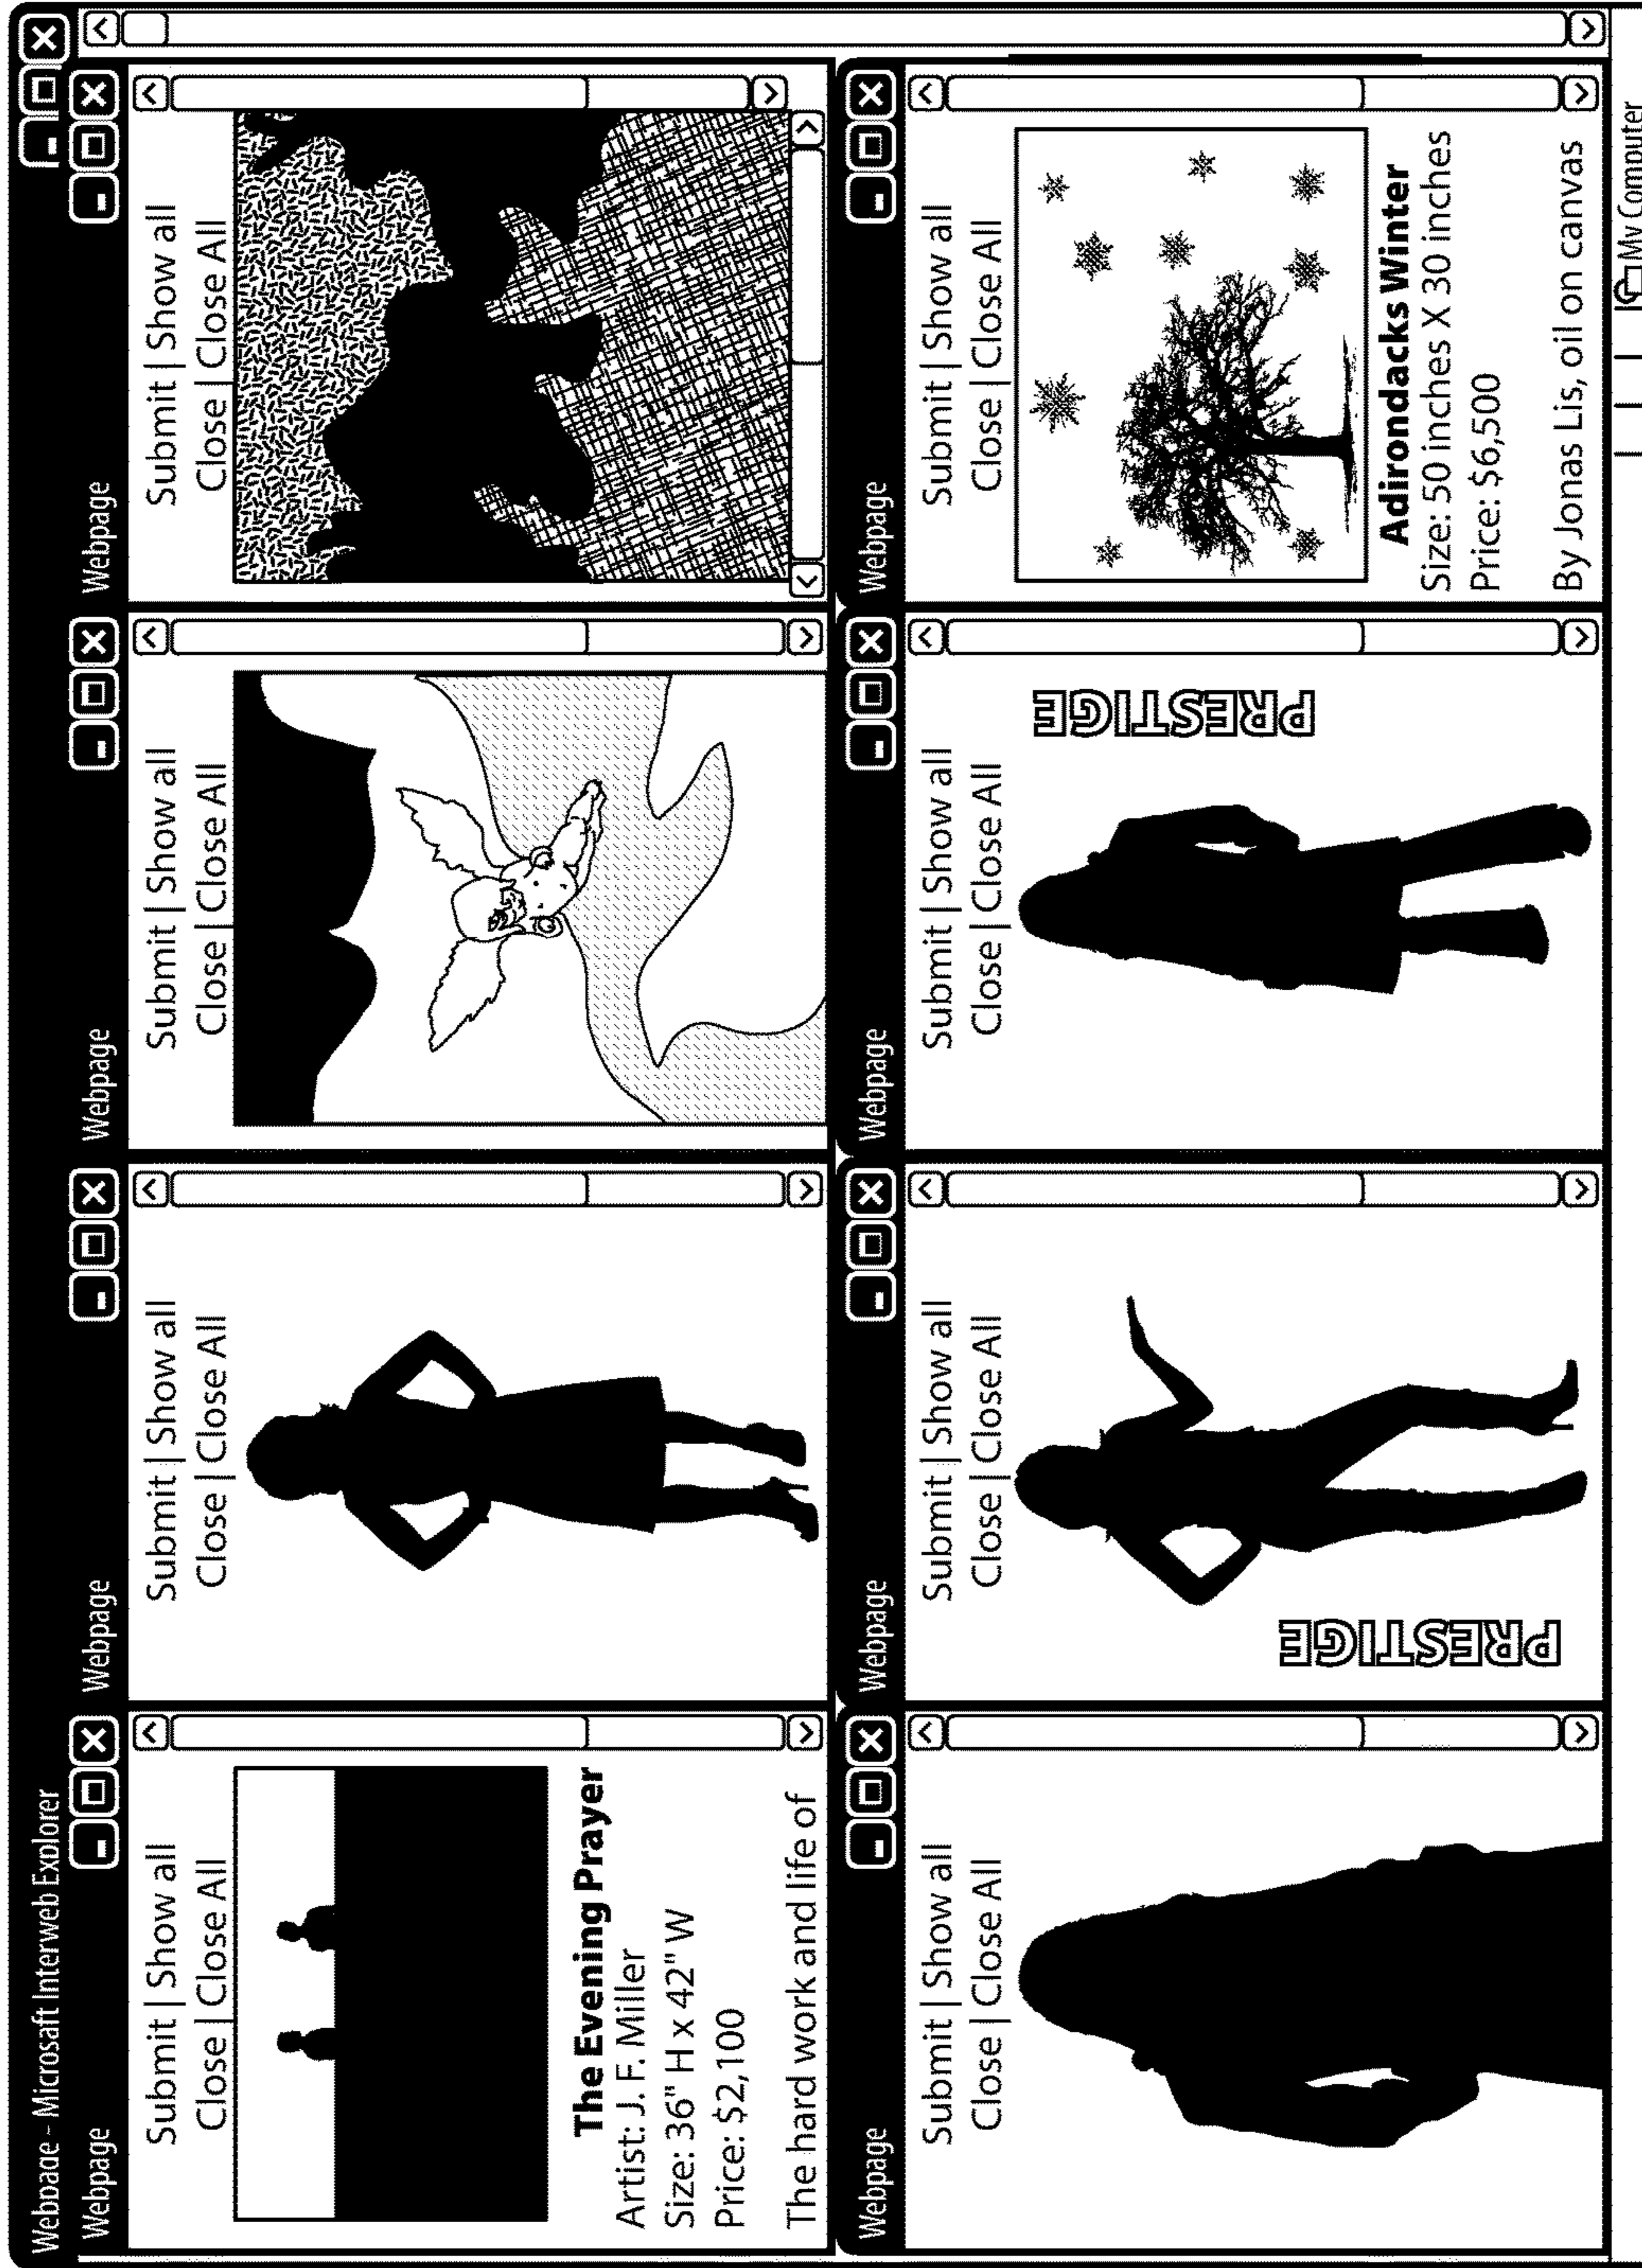 Webpage – Microsaft Interweb Explorer
Webpage
Submit | Show all
Close | Close All
The Evening Prayer
Artist: J. F. Miller
Size: 36" H x 42" W
Price: $2,100
The hard work and life of
Webpage
Submit | Show all
Close | Close All
Webpage
Submit | Show all
Close | Close All
Webpage
Submit | Show all
Close | Close All
Webpage
Submit | Show all
Close | Close All
Webpage
Submit | Show all
Close | Close All
PRESTIGE
Webpage
Submit | Show all
Close | Close All
PRESTIGE
Webpage
Submit | Show all
Close | Close All
Adirondacks Winter
Size: 50 inches X 30 inches
Price: $6,500
By Jonas Lis, oil on canvas
My Computer